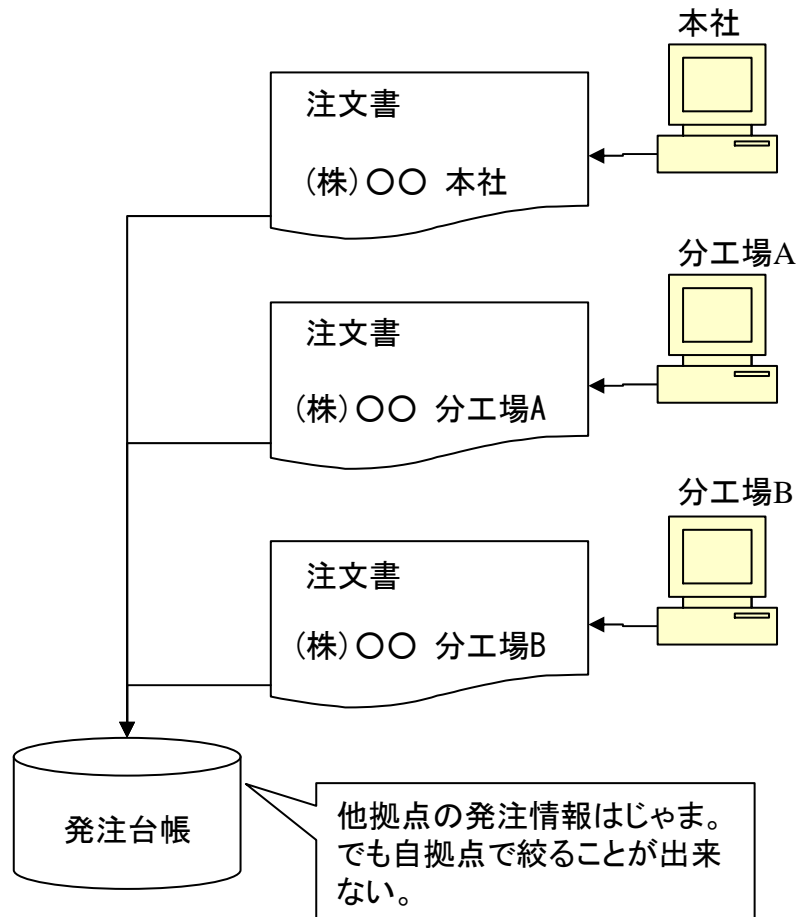 本社
注文書
(株)〇〇 本社
分工場A
注文書
(株)〇〇 分工場A
分工場B
注文書
(株)〇〇 分工場B
発注台帳
他拠点の発注情報はじゃま。
でも自拠点で絞ることが出来
ない。